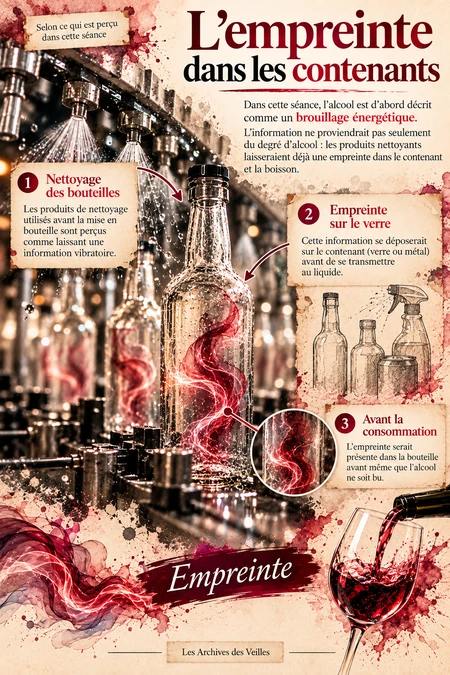 Selon ce qui est perçu
dans cette séance
L'empreinte
dans les contenants
Dans cette séance, l'alcool est d'abord décrit
comme un brouillage énergétique.
L'information ne proviendrait pas seulement
du degré d'alcool : les produits nettoyants
laisseraient déjà une empreinte dans le contenant
et la boisson.
1 Nettoyage
des bouteilles
Les produits de nettoyage
utilisés avant la mise en
bouteille sont perçus
comme laissant une
information vibratoire.
2 Empreinte
sur le verre
Cette information se déposerait
sur le contenant (verre ou métal)
avant de se transmettre
au liquide.
3 Avant la
consommation
L'empreinte serait
présente dans la bouteille
avant même que l'alcool
ne soit bu.
Empreinte
Les Archives des Veilles